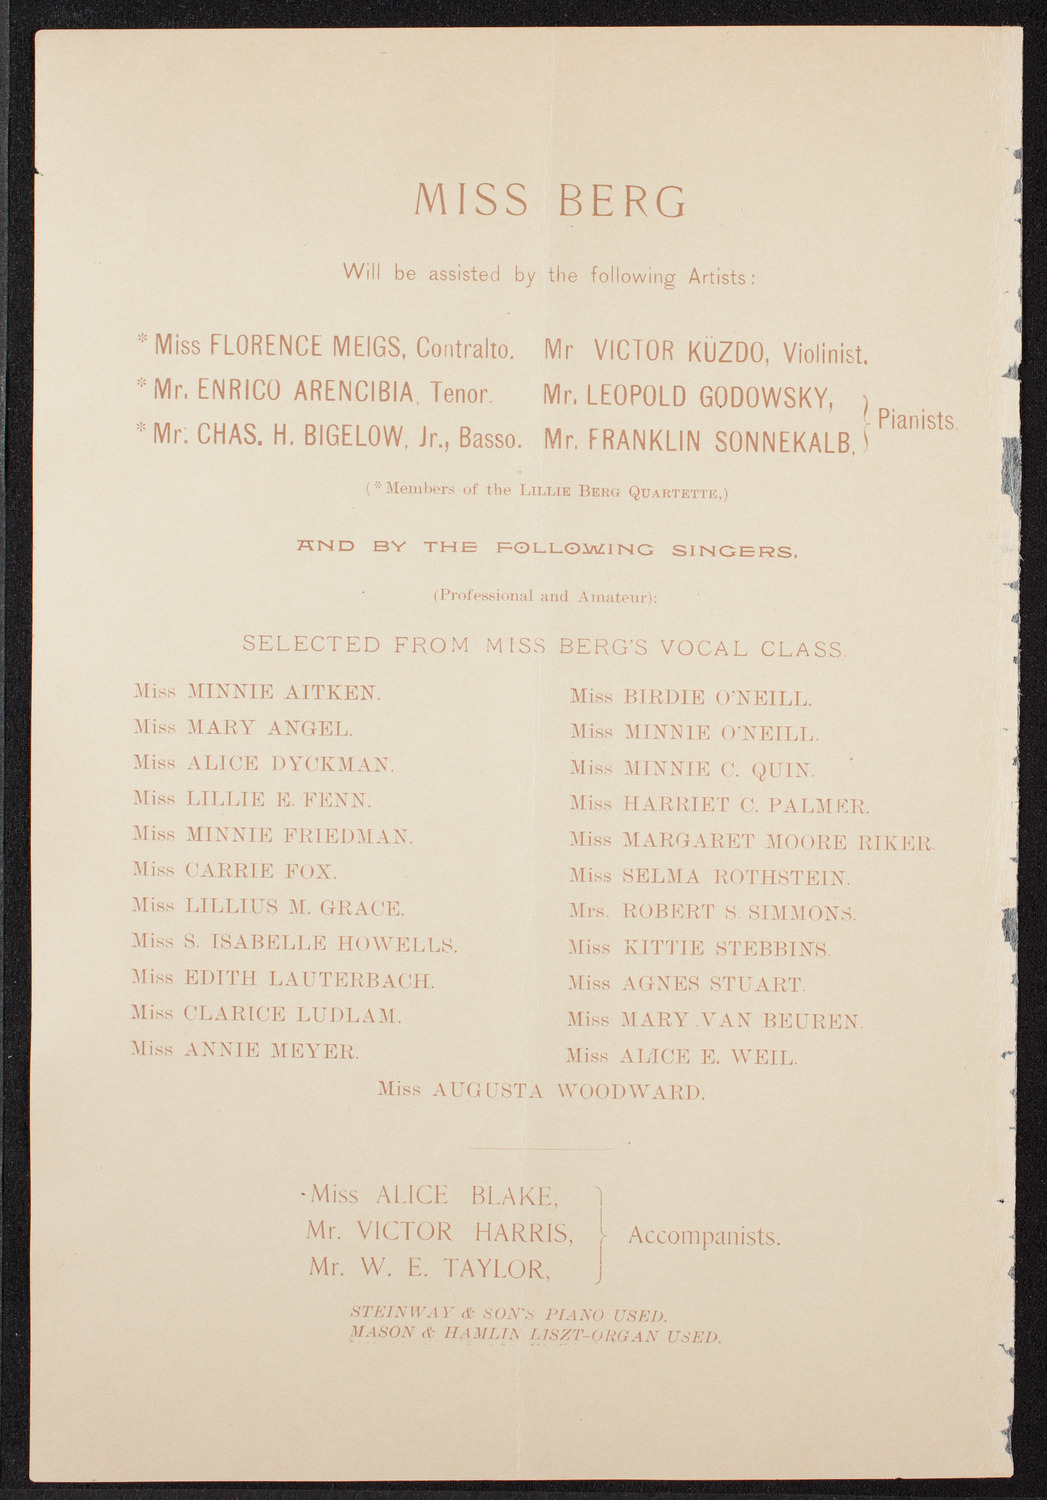 MISS BERG
Will be assisted by the following Artists:
* Miss FLORENCE MEIGS, Contralto. Mr VICTOR KÜZDO, Violinist.
* Mr. ENRICO ARENCIBIA, Tenor. Mr. LEOPOLD GODOWSKY,
* Mr. CHAS. H. BIGELOW, Jr., Basso. Mr. FRANKLIN SONNEKALB,
Pianists.
(* Members of the LILLIE BERG QUARTETTE,)
AND BY THE FOLLOWING SINGERS,
(Professional and Amateur):
SELECTED FROM MISS BERG'S VOCAL CLASS.
Miss MINNIE AITKEN.
Miss MARY ANGEL.
Miss ALICE DYCKMAN.
Miss LILLIE E. FENN.
Miss MINNIE FRIEDMAN.
Miss CARRIE FOX.
Miss LILLIUS M. GRACE.
Miss S. ISABELLE HOWELLS.
Miss EDITH LAUTERBACH.
Miss CLARICE LUDLAM.
Miss ANNIE MEYER.
Miss BIRDIE O'NEILL.
Miss MINNIE O'NEILL.
Miss MINNIE C. QUIN.
Miss HARRIET C. PALMER.
Miss MARGARET MOORE RIKER.
Miss SELMA ROTHSTEIN.
Mrs. ROBERT S. SIMMONS.
Miss KITTIE STEBBINS.
Miss AGNES STUART.
Miss MARY VAN BEUREN.
Miss ALICE E. WEIL.
Miss AUGUSTA WOODWARD.
Miss ALICE BLAKE,
Mr. VICTOR HARRIS,
Mr. W. E. TAYLOR,
Accompanists.
STEINWAY & SON'S PIANO USED.
MASON & HAMLIN LISZT-ORGAN USED.